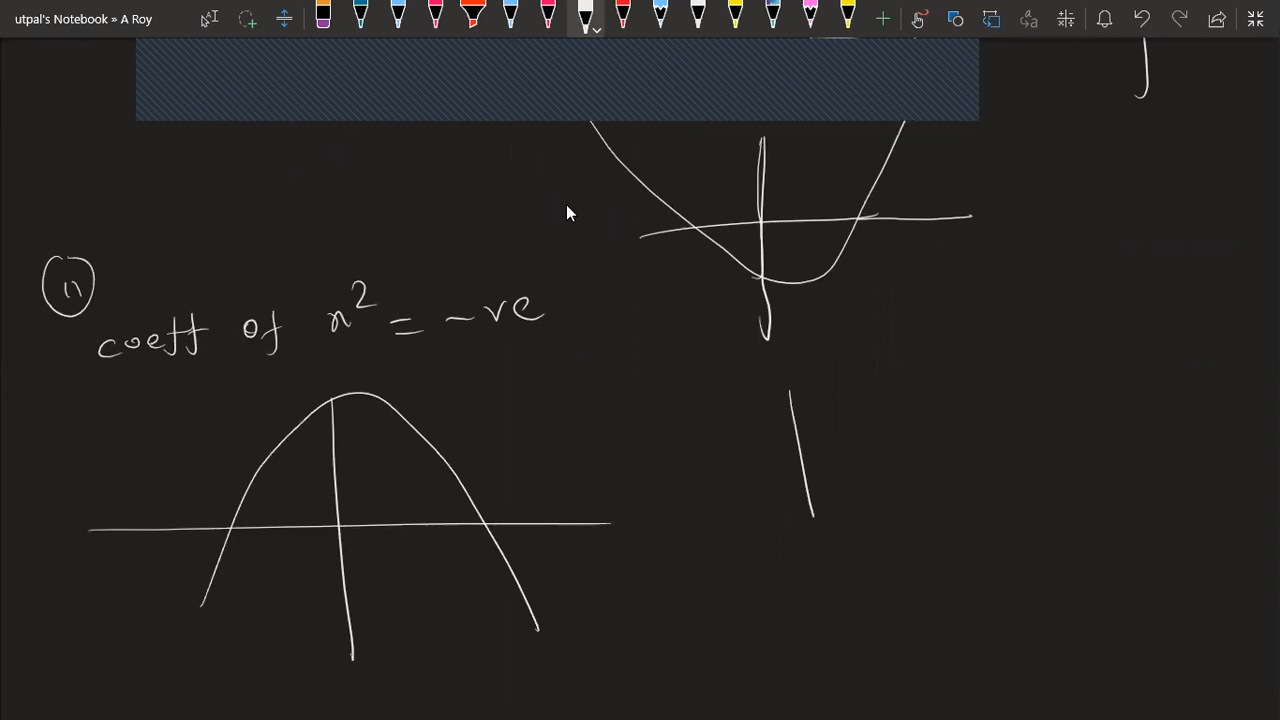 utpal's Notebook » A Roy
(ii)
coeff of x² = -ve